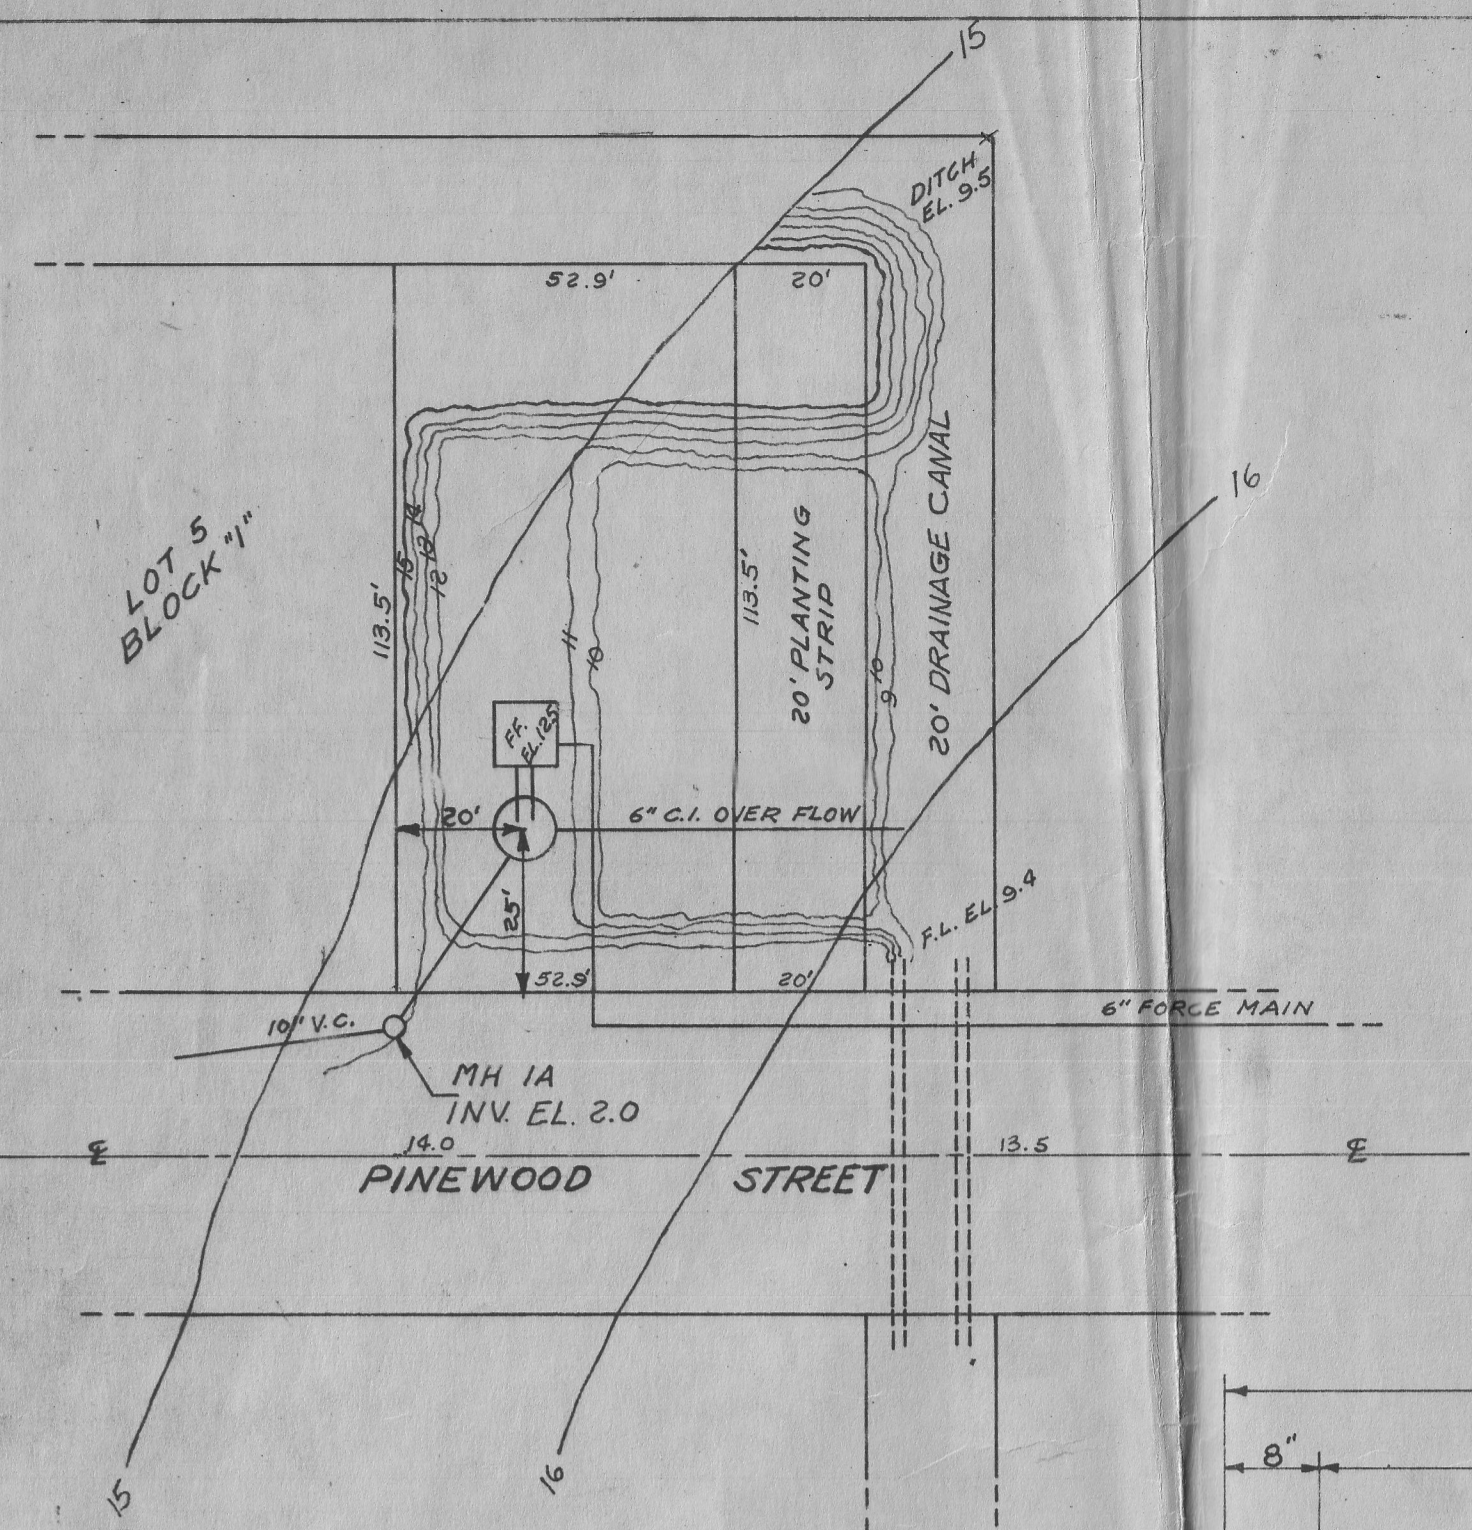 15
DITCH
EL. 9.5
52.9'
20'
16
LOT 5
BLOCK "1"
113.5'
15
14
13
12
11
10
113.5'
20' PLANTING
STRIP
10
9
20' DRAINAGE CANAL
F.F.
EL.12.5
20'
6" C.I. OVER FLOW
25'
F.L. EL. 9.4
52.9'
20'
6" FORCE MAIN
10" V.C.
MH 1A
INV. EL. 2.0
℄
14.0
13.5
℄
PINEWOOD STREET
8"
15
16